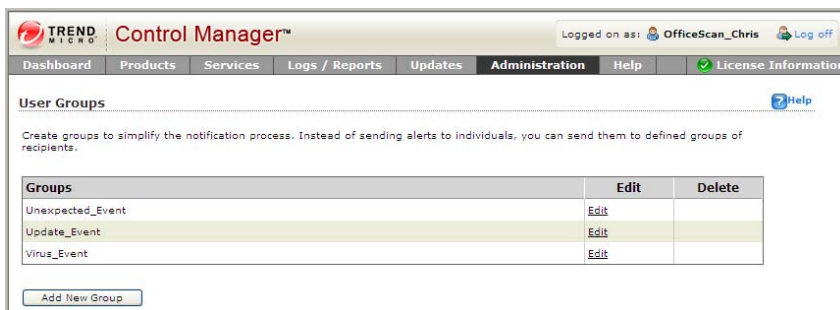 TREND MICRO Control Manager™ Logged on as: OfficeScan_Chris Log off
Dashboard Products Services Logs / Reports Updates Administration Help License Information
User Groups Help
Create groups to simplify the notification process. Instead of sending alerts to individuals, you can send them to defined groups of
recipients.
Groups Edit Delete
Unexpected_Event Edit
Update_Event Edit
Virus_Event Edit
Add New Group